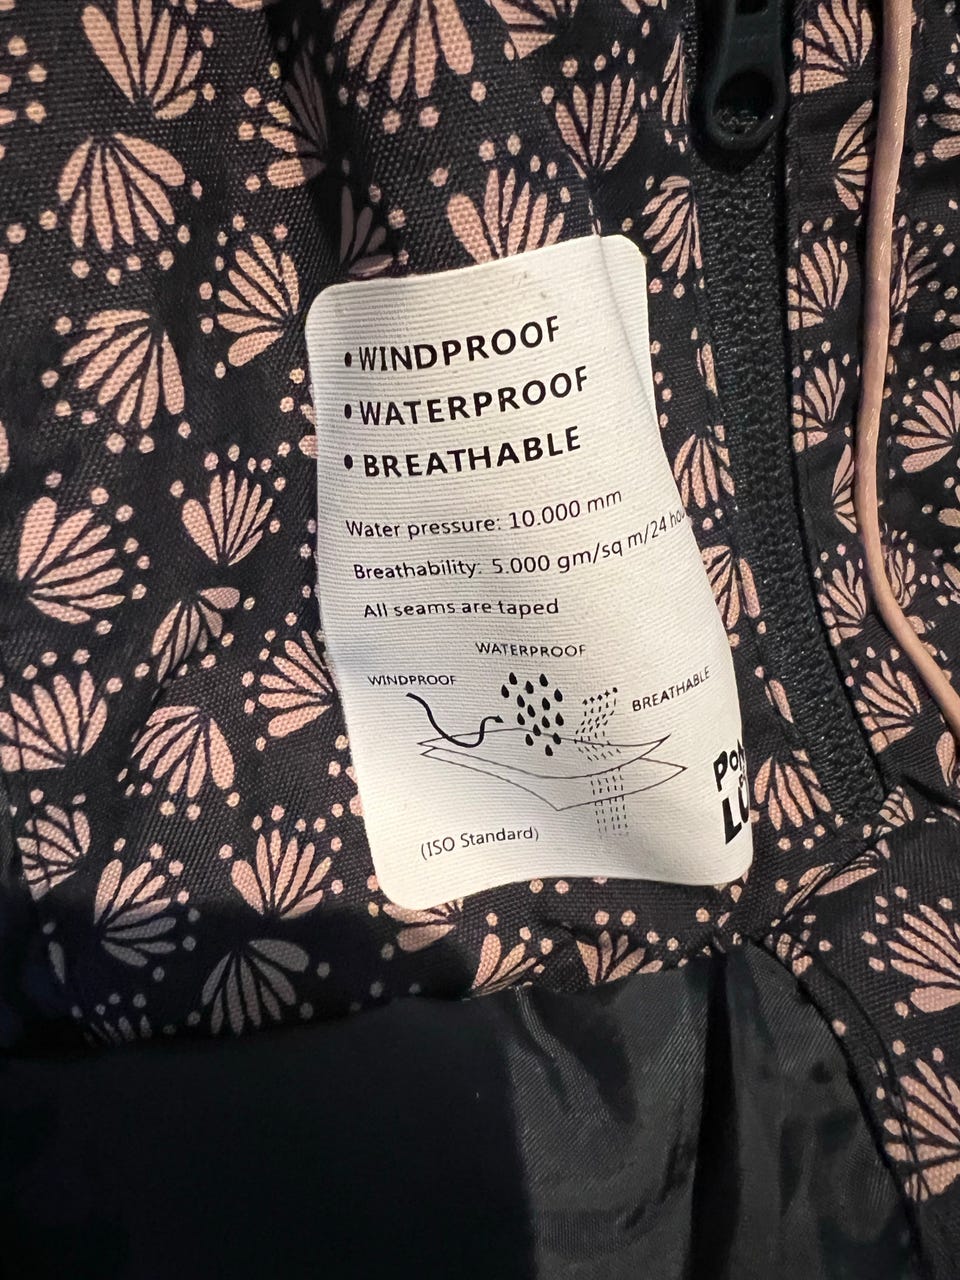 • WINDPROOF
• WATERPROOF
• BREATHABLE
Water pressure: 10.000 mm
Breathability: 5.000 gm/sq m/24
All seams are taped
WATERPROOF
WINDPROOF
BREATHABLE
(ISO Standard)